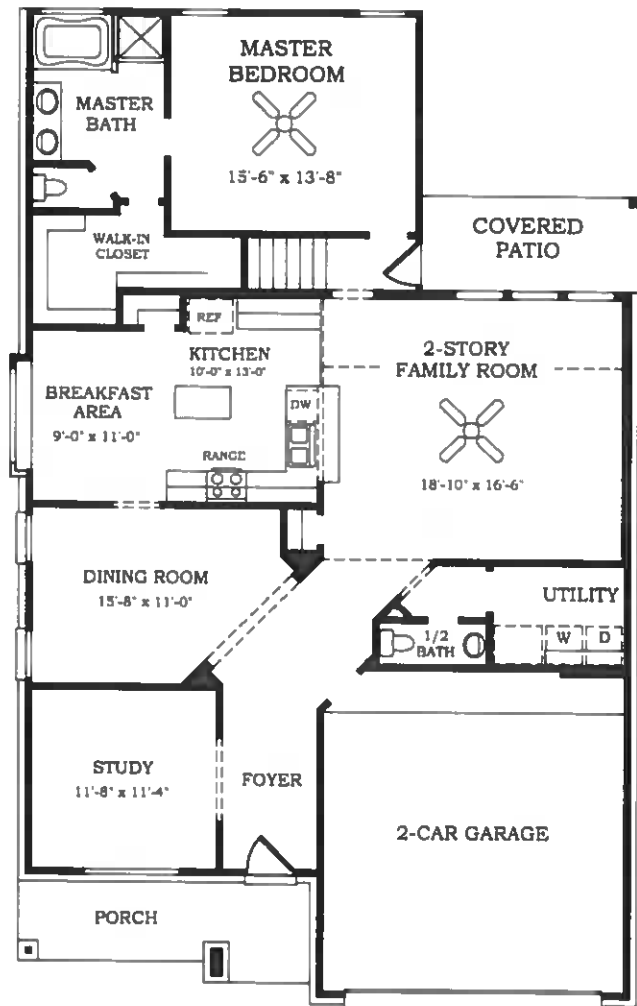 MASTER
BEDROOM
15'-6" x 13'-8"
MASTER
BATH
WALK-IN
CLOSET
COVERED
PATIO
REF
KITCHEN
10'-0" x 13'-0"
2-STORY
FAMILY ROOM
18'-10" x 16'-6"
BREAKFAST
AREA
9'-0" x 11'-0"
DW
RANGE
DINING ROOM
15'-8" x 11'-0"
UTILITY
W D
1/2
BATH
STUDY
11'-8" x 11'-4"
FOYER
2-CAR GARAGE
PORCH